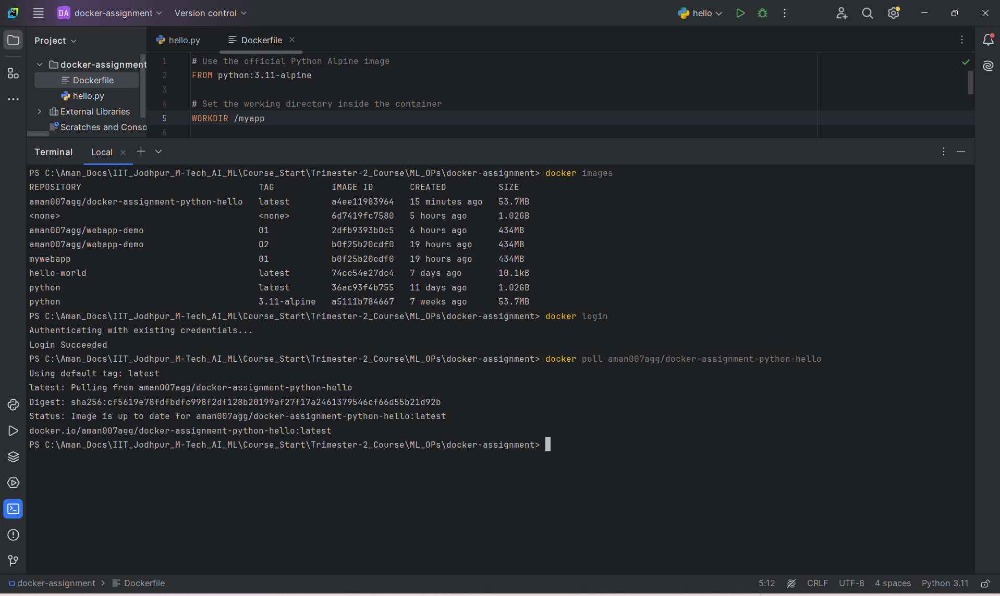 DA docker-assignment Version control hello
Project
docker-assignment
Dockerfile
hello.py
External Libraries
Scratches and Conso
hello.py Dockerfile
1 # Use the official Python Alpine image
2 FROM python:3.11-alpine
3
4 # Set the working directory inside the container
5 WORKDIR /myapp
6
Terminal Local
PS C:\Aman_Docs\IIT_Jodhpur_M-Tech_AI_ML\Course_Start\Trimester-2_Course\ML_OPs\docker-assignment> docker images
REPOSITORY TAG IMAGE ID CREATED SIZE
aman007agg/docker-assignment-python-hello latest a4ee11983964 15 minutes ago 53.7MB
<none> <none> 6d7419fc7580 5 hours ago 1.02GB
aman007agg/webapp-demo 01 2dfb9393b0c5 6 hours ago 434MB
aman007agg/webapp-demo 02 b0f25b20cdf0 19 hours ago 434MB
mywebapp 01 b0f25b20cdf0 19 hours ago 434MB
hello-world latest 74cc54e27dc4 7 days ago 10.1kB
python latest 36ac93f4b755 11 days ago 1.02GB
python 3.11-alpine a5111b784667 7 weeks ago 53.7MB
PS C:\Aman_Docs\IIT_Jodhpur_M-Tech_AI_ML\Course_Start\Trimester-2_Course\ML_OPs\docker-assignment> docker login
Authenticating with existing credentials...
Login Succeeded
PS C:\Aman_Docs\IIT_Jodhpur_M-Tech_AI_ML\Course_Start\Trimester-2_Course\ML_OPs\docker-assignment> docker pull aman007agg/docker-assignment-python-hello
Using default tag: latest
latest: Pulling from aman007agg/docker-assignment-python-hello
Digest: sha256:cf5619e78fdfbdfc998f2df128b20199af27f17a2461379546cf66d55b21d92b
Status: Image is up to date for aman007agg/docker-assignment-python-hello:latest
docker.io/aman007agg/docker-assignment-python-hello:latest
PS C:\Aman_Docs\IIT_Jodhpur_M-Tech_AI_ML\Course_Start\Trimester-2_Course\ML_OPs\docker-assignment>
docker-assignment > Dockerfile 5:12 CRLF UTF-8 4 spaces Python 3.11